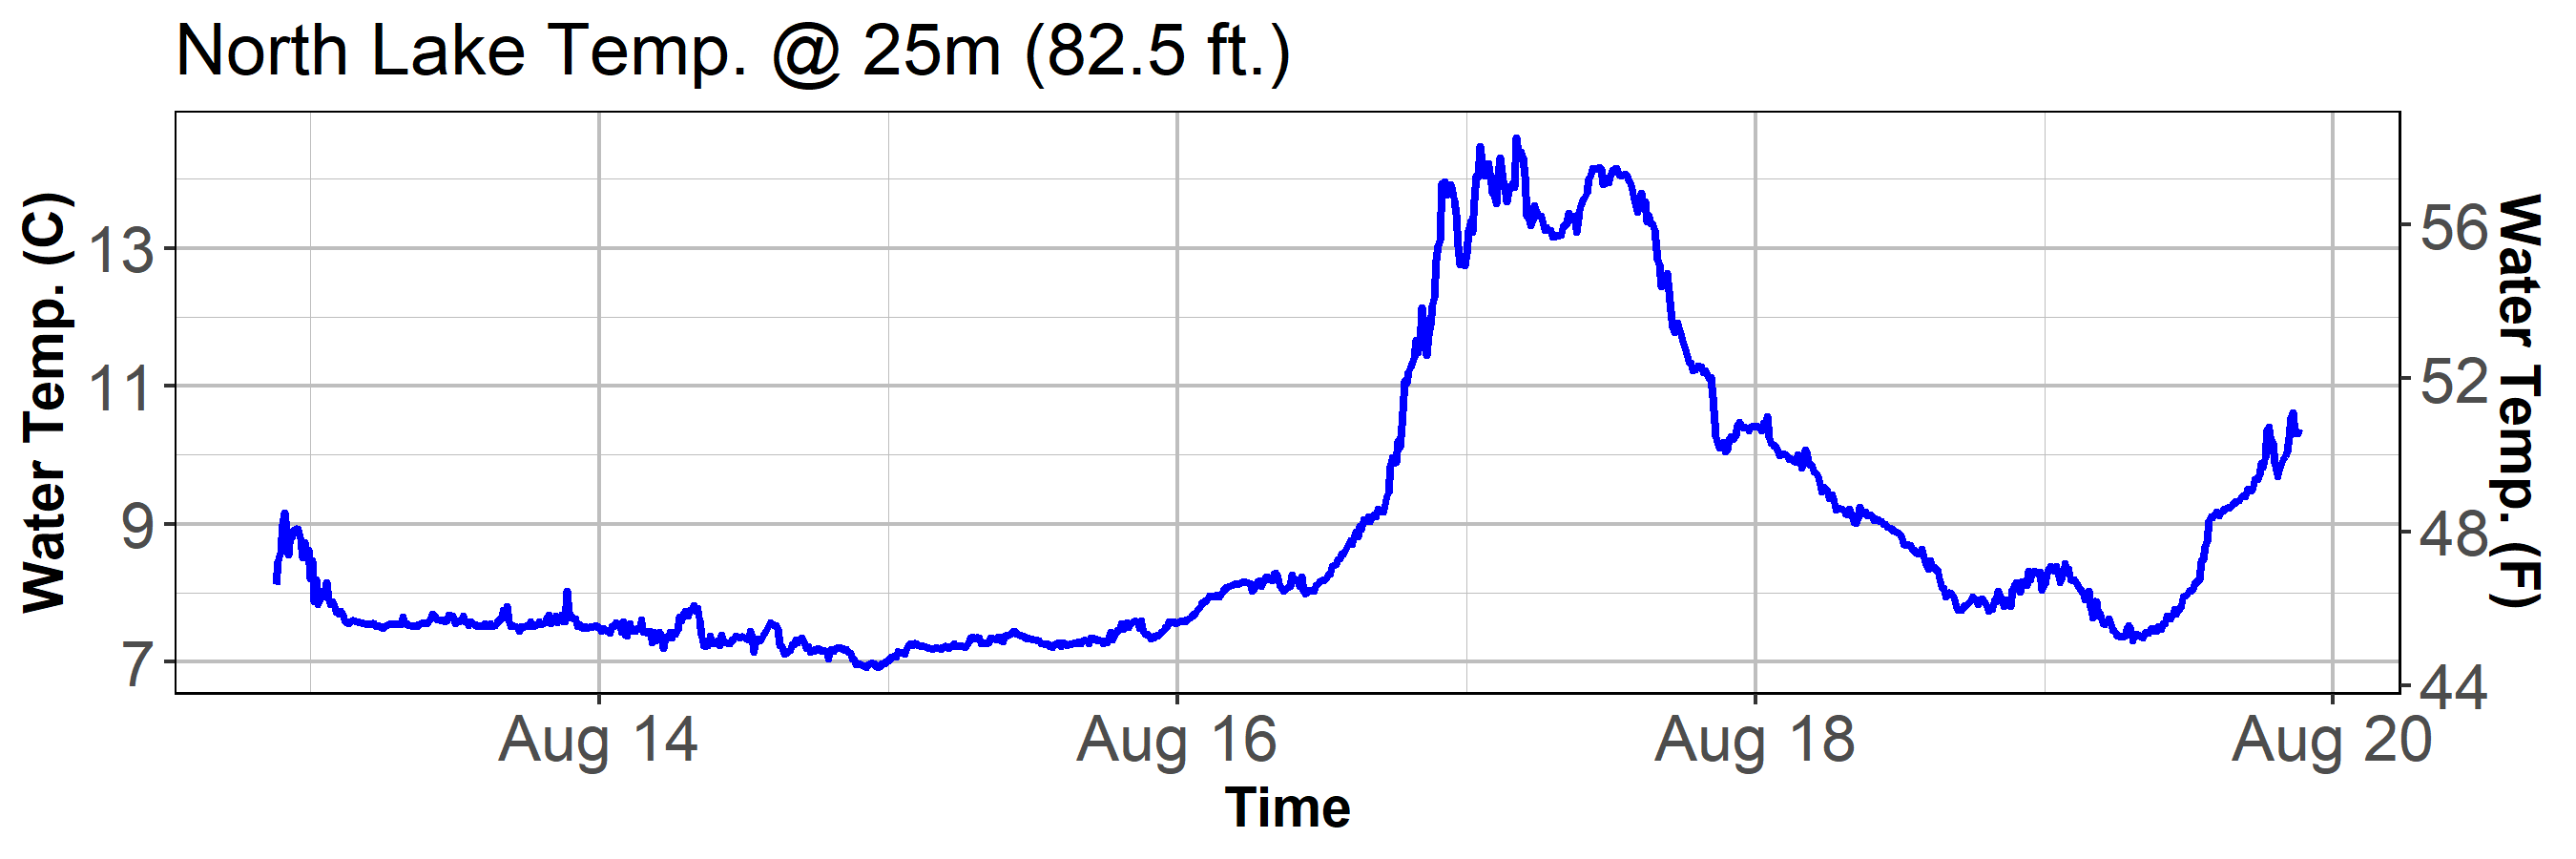 North Lake Temp. @ 25m (82.5 ft.)
Water Temp. (C)
13
11
9
7
56
52
48
44
Water Temp. (F)
Aug 14
Aug 16
Aug 18
Aug 20
Time